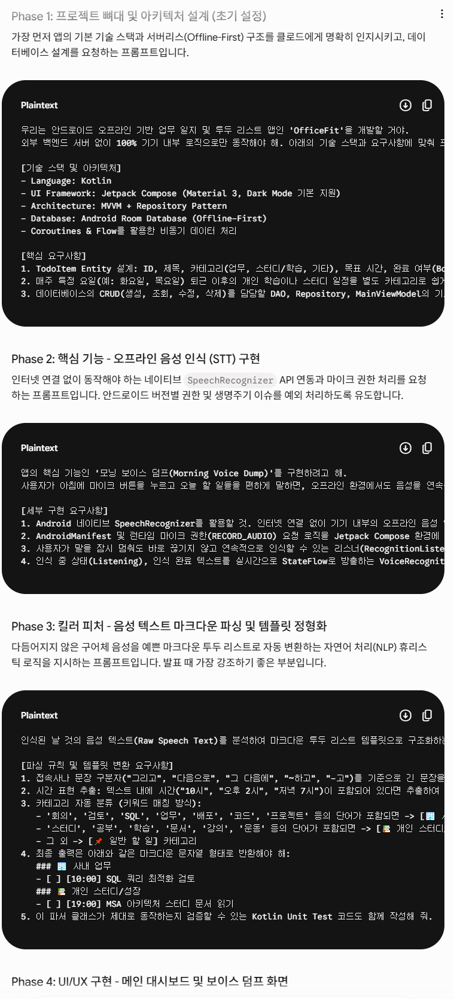 Phase 1: 프로젝트 뼈대 및 아키텍처 설계 (초기 설정)
가장 먼저 앱의 기본 기술 스택과 서버리스(Offline-First) 구조를 클로드에게 명확히 인지시키고, 데이
터베이스 설계를 요청하는 프롬프트입니다.
Plaintext
우리는 안드로이드 오프라인 기반 업무 일지 및 투두 리스트 앱인 'OfficeFit'을 개발할 거야.
외부 백엔드 서버 없이 100% 기기 내부 로직으로만 동작해야 해. 아래의 기술 스택과 요구사항에 맞춰
[기술 스택 및 아키텍처]
- Language: Kotlin
- UI Framework: Jetpack Compose (Material 3, Dark Mode 기본 지원)
- Architecture: MVVM + Repository Pattern
- Database: Android Room Database (Offline-First)
- Coroutines & Flow를 활용한 비동기 데이터 처리
[핵심 요구사항]
1. TodoItem Entity 설계: ID, 제목, 카테고리(업무, 스터디/학습, 기타), 목표 시간, 완료 여부(Bo
2. 매주 특정 요일(예: 화요일, 목요일) 퇴근 이후의 개인 학습이나 스터디 일정을 별도 카테고리로 쉽게
3. 데이터베이스의 CRUD(생성, 조회, 수정, 삭제)를 담당할 DAO, Repository, MainViewModel의
Phase 2: 핵심 기능 - 오프라인 음성 인식 (STT) 구현
인터넷 연결 없이 동작해야 하는 네이티브 SpeechRecognizer API 연동과 마이크 권한 처리를 요청
하는 프롬프트입니다. 안드로이드 버전별 권한 및 생명주기 이슈를 예외 처리하도록 유도합니다.
Plaintext
앱의 핵심 기능인 '모닝 보이스 덤프(Morning Voice Dump)'를 구현하려고 해.
사용자가 아침에 마이크 버튼을 누르고 오늘 할 일들을 편하게 말하면, 오프라인 환경에서도 음성을 연속
[세부 구현 요구사항]
1. Android 네이티브 SpeechRecognizer를 활용할 것. 인터넷 연결 없이 기기 내부의 오프라인 음성
2. AndroidManifest 및 런타임 마이크 권한(RECORD_AUDIO) 요청 로직을 Jetpack Compose 환경에
3. 사용자가 말을 잠시 멈춰도 바로 끊기지 않고 연속적으로 인식할 수 있는 리스너(RecognitionListe
4. 인식 중 상태(Listening), 인식 완료 텍스트를 실시간으로 StateFlow로 방출하는 VoiceRecognit
Phase 3: 킬러 피처 - 음성 텍스트 마크다운 파싱 및 템플릿 정형화
다듬어지지 않은 구어체 음성을 예쁜 마크다운 투두 리스트로 자동 변환하는 자연어 처리(NLP) 휴리스
틱 로직을 지시하는 프롬프트입니다. 발표 때 가장 강조하기 좋은 부분입니다.
Plaintext
인식된 날 것의 음성 텍스트(Raw Speech Text)를 분석하여 마크다운 투두 리스트 템플릿으로 구조화하는
[파싱 규칙 및 템플릿 변환 요구사항]
1. 접속사나 문장 구분자("그리고", "다음으로", "그 다음에", "~하고", "-고")를 기준으로 긴 문장을
2. 시간 표현 추출: 텍스트 내에 시간("10시", "오후 2시", "저녁 7시")이 포함되어 있다면 추출하여
3. 카테고리 자동 분류 (키워드 매칭 방식):
- '회의', '검토', 'SQL', '업무', '배포', '코드', '프로젝트' 등의 단어가 포함되면 -> [🏢
- '스터디', '공부', '학습', '문서', '강의', '운동' 등의 단어가 포함되면 -> [📚 개인 스터디
- 그 외 -> [📌 일반 할 일] 카테고리
4. 최종 출력은 아래와 같은 마크다운 문자열 형태로 반환해야 해:
### 🏢 사내 업무
- [ ] [10:00] SQL 쿼리 최적화 검토
### 📚 개인 스터디/성장
- [ ] [19:00] MSA 아키텍처 스터디 문서 읽기
5. 이 파서 클래스가 제대로 동작하는지 검증할 수 있는 Kotlin Unit Test 코드도 함께 작성해 줘.
Phase 4: UI/UX 구현 - 메인 대시보드 및 보이스 덤프 화면